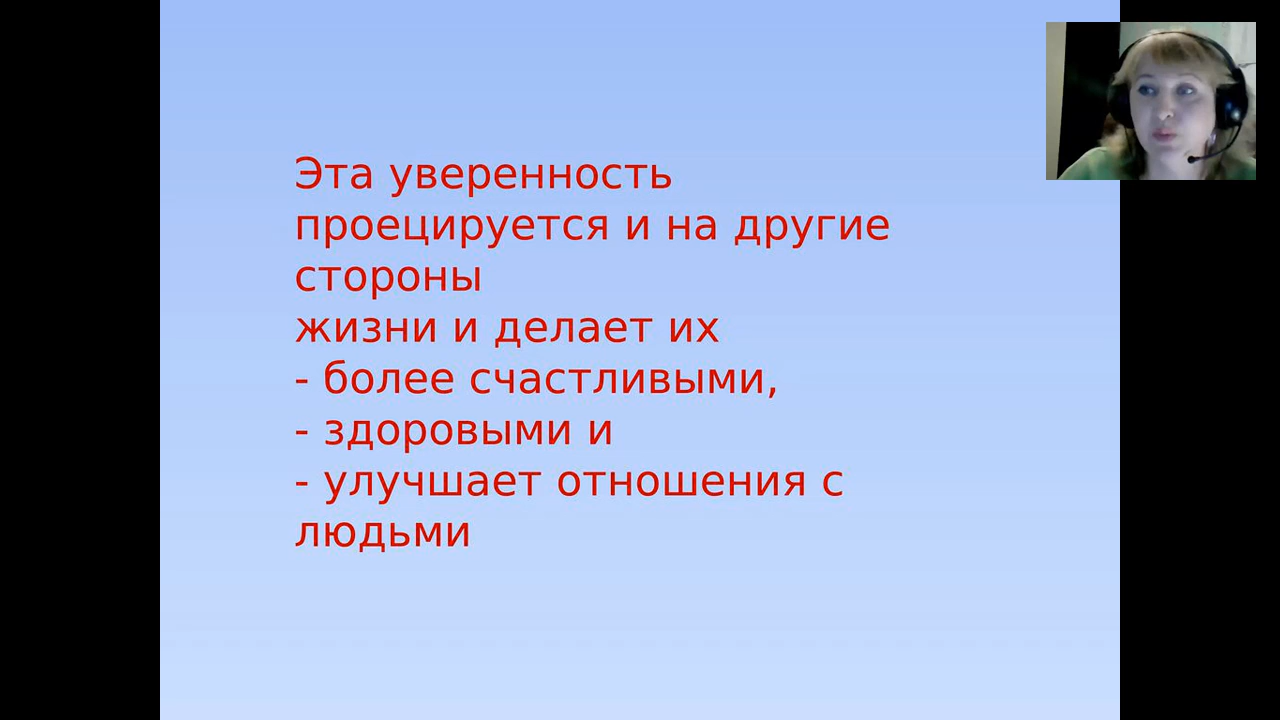 Эта уверенность
проецируется и на другие
стороны
жизни и делает их
- более счастливыми,
- здоровыми и
- улучшает отношения с
людьми